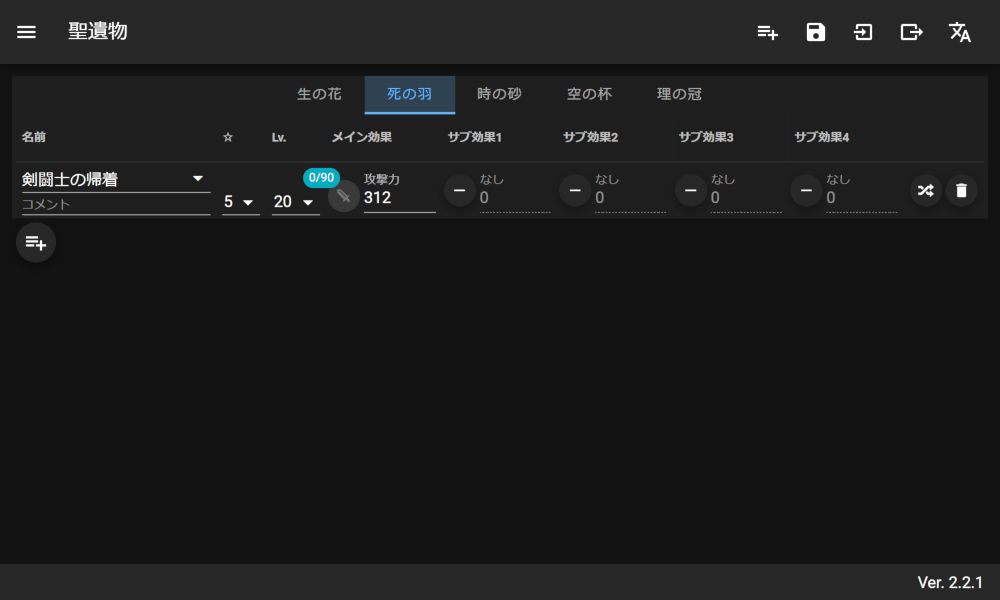 聖遺物
生の花 死の羽 時の砂 空の杯 理の冠
名前 ☆ Lv. メイン効果 サブ効果1 サブ効果2 サブ効果3 サブ効果4
剣闘士の帰着 0/90 攻撃力 なし なし なし なし
コメント 5 20 312 0 0 0 0
Ver. 2.2.1